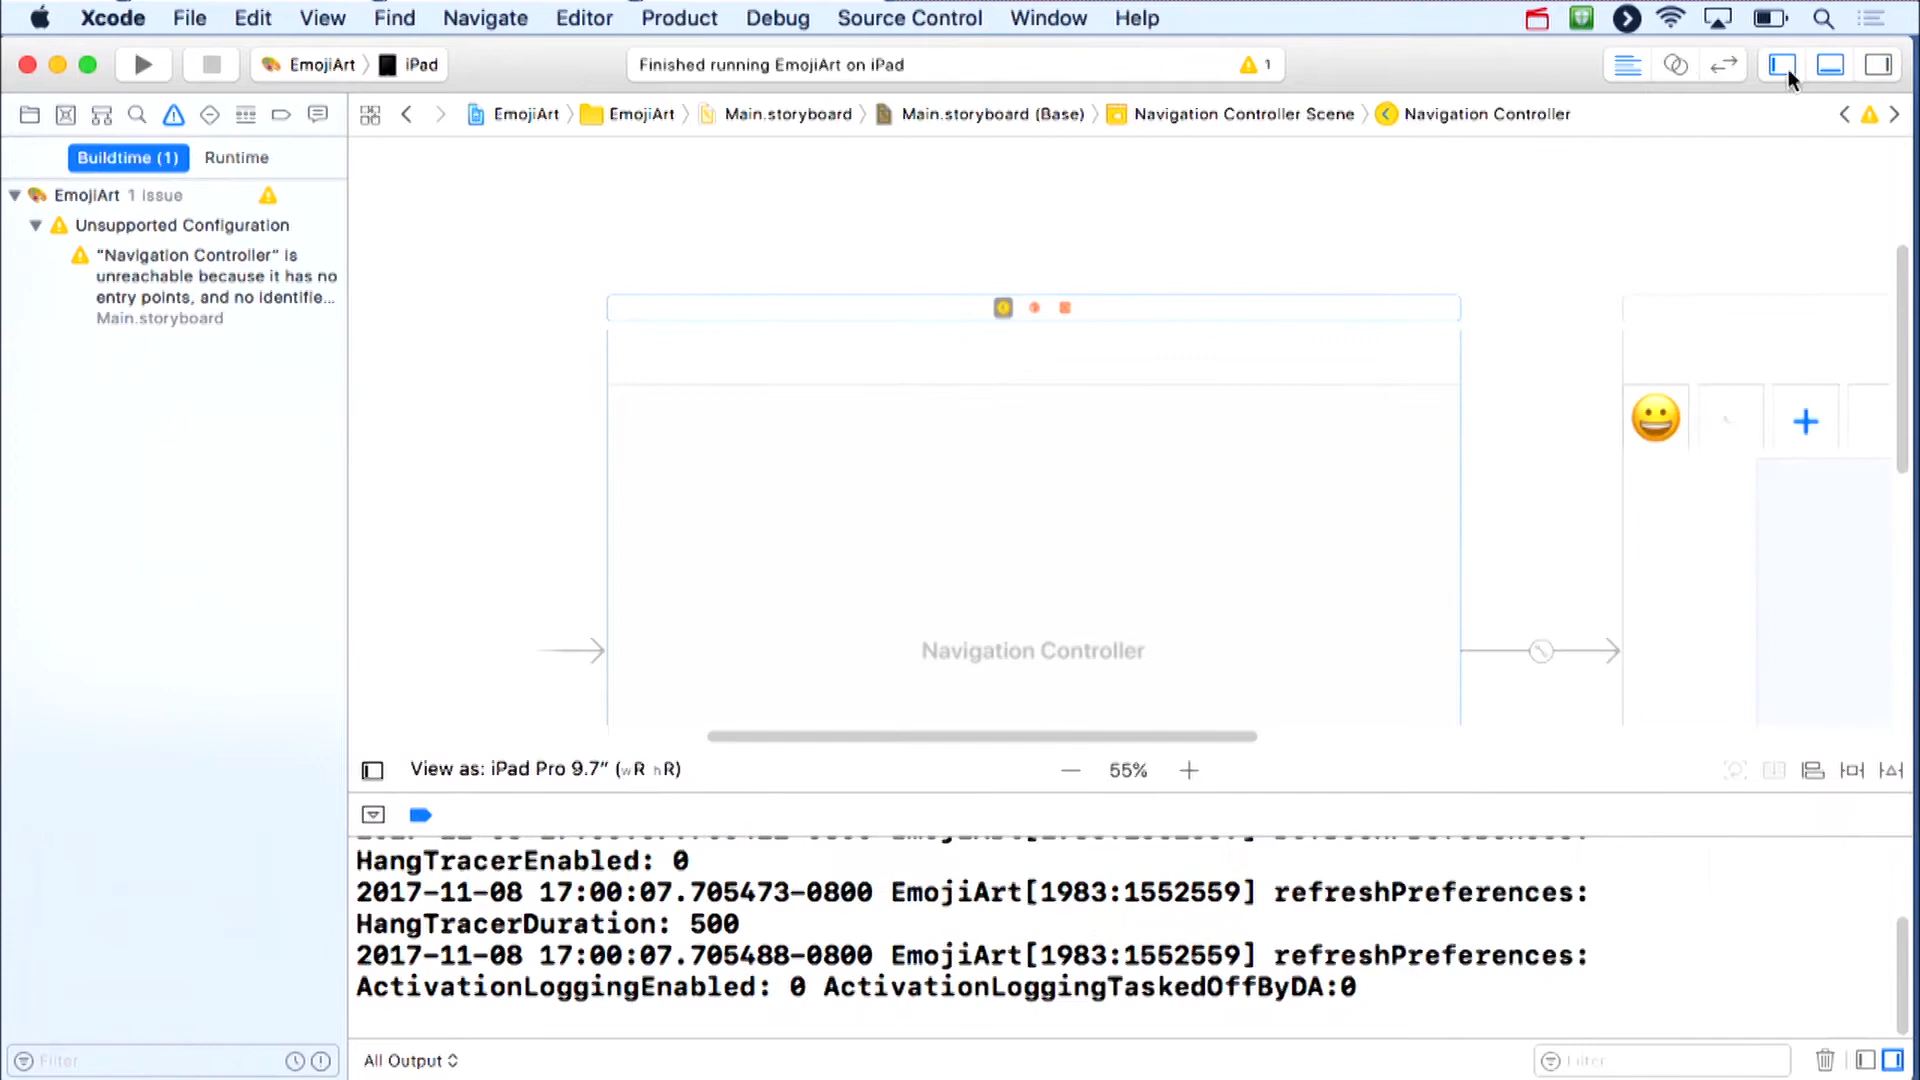 Xcode File Edit View Find Navigate Editor Product Debug Source Control Window Help
EmojiArt iPad
Finished running EmojiArt on iPad 1
EmojiArt EmojiArt Main.storyboard Main.storyboard (Base) Navigation Controller Scene Navigation Controller
Buildtime (1) Runtime
EmojiArt 1 issue
Unsupported Configuration
"Navigation Controller" is
unreachable because it has no
entry points, and no identifie...
Main.storyboard
Navigation Controller
View as: iPad Pro 9.7" (wR hR)
55%
HangTracerEnabled: 0
2017-11-08 17:00:07.705473-0800 EmojiArt[1983:1552559] refreshPreferences:
HangTracerDuration: 500
2017-11-08 17:00:07.705488-0800 EmojiArt[1983:1552559] refreshPreferences:
ActivationLoggingEnabled: 0 ActivationLoggingTaskedOffByDA:0
Filter
All Output
Filter